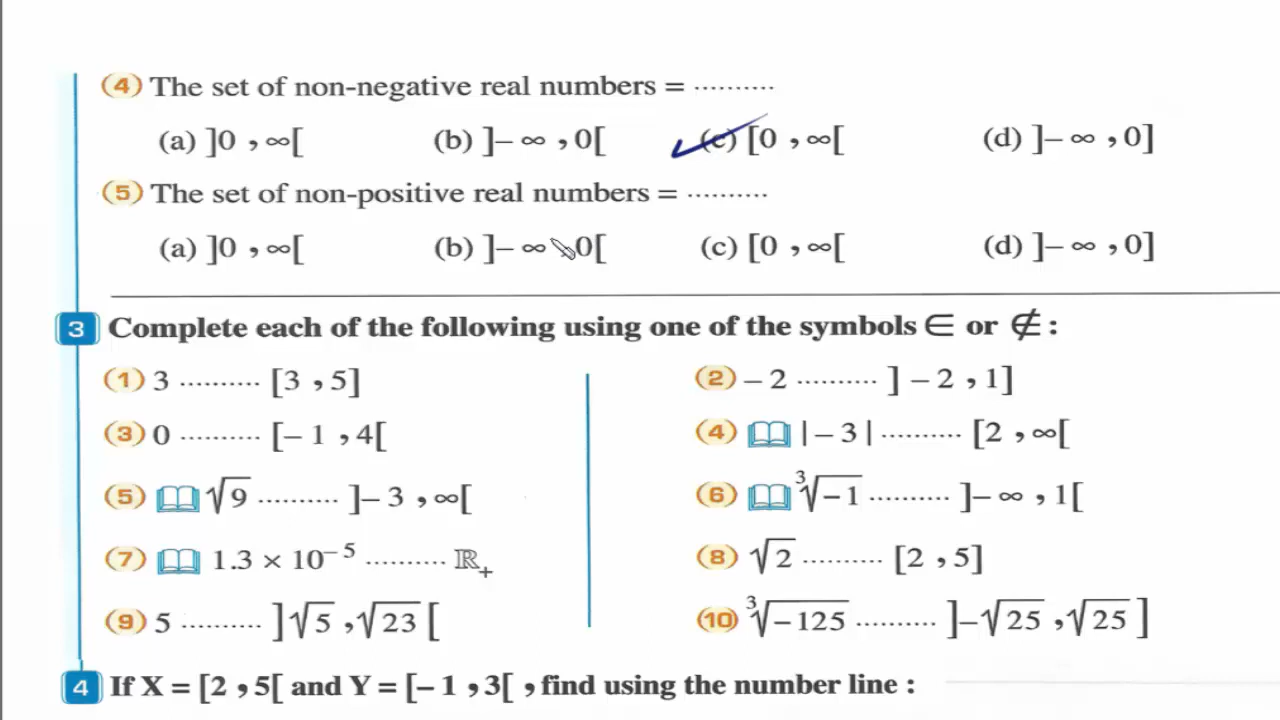 (4) The set of non-negative real numbers = ..........
(a) ]0 , ∞[ (b) ]– ∞ , 0[ (c) [0 , ∞[ (d) ]– ∞ , 0]
(5) The set of non-positive real numbers = ..........
(a) ]0 , ∞[ (b) ]– ∞ , 0[ (c) [0 , ∞[ (d) ]– ∞ , 0]
3 Complete each of the following using one of the symbols ∈ or ∉ :
(1) 3 .......... [3 , 5] (2) – 2 .......... ] – 2 , 1]
(3) 0 .......... [– 1 , 4[ (4) | – 3 | .......... [2 , ∞[
(5) √9 .......... ]– 3 , ∞[ (6) ³√–1 .......... ]– ∞ , 1[
(7) 1.3 × 10⁻⁵ .......... ℝ₊ (8) √2 .......... [2 , 5]
(9) 5 .......... ]√5 , √23 [ (10) ³√–125 .......... ]–√25 , √25 ]
4 If X = [2 , 5[ and Y = [– 1 , 3[ , find using the number line :